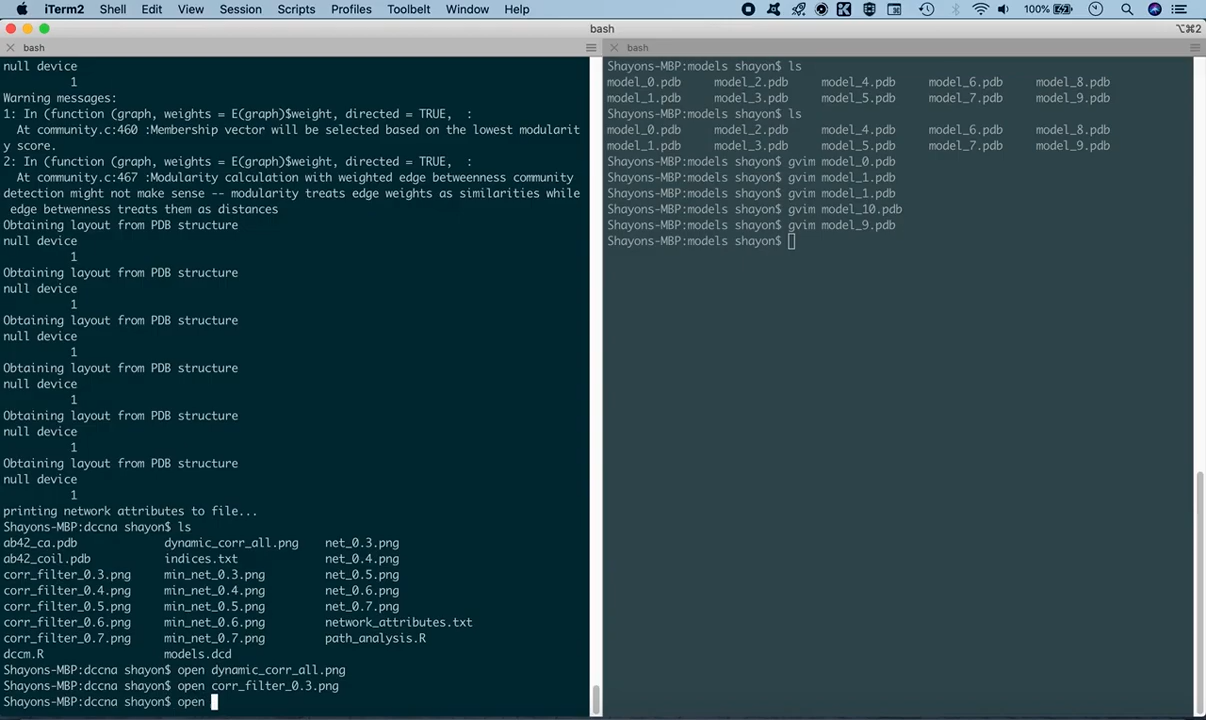 iTerm2 Shell Edit View Session Scripts Profiles Toolbelt Window Help 100%
bash ⌥⌘2
bash
null device
1
Warning messages:
1: In (function (graph, weights = E(graph)$weight, directed = TRUE,  :
At community.c:460 :Membership vector will be selected based on the lowest modularit
y score.
2: In (function (graph, weights = E(graph)$weight, directed = TRUE,  :
At community.c:467 :Modularity calculation with weighted edge betweenness community
detection might not make sense -- modularity treats edge weights as similarities while
edge betwenness treats them as distances
Obtaining layout from PDB structure
null device
1
Obtaining layout from PDB structure
null device
1
Obtaining layout from PDB structure
null device
1
Obtaining layout from PDB structure
null device
1
Obtaining layout from PDB structure
null device
1
Obtaining layout from PDB structure
null device
1
printing network attributes to file...
Shayons-MBP:dccna shayon$ ls
ab42_ca.pdb dynamic_corr_all.png net_0.3.png
ab42_coil.pdb indices.txt net_0.4.png
corr_filter_0.3.png min_net_0.3.png net_0.5.png
corr_filter_0.4.png min_net_0.4.png net_0.6.png
corr_filter_0.5.png min_net_0.5.png net_0.7.png
corr_filter_0.6.png min_net_0.6.png network_attributes.txt
corr_filter_0.7.png min_net_0.7.png path_analysis.R
dccm.R models.dcd
Shayons-MBP:dccna shayon$ open dynamic_corr_all.png
Shayons-MBP:dccna shayon$ open corr_filter_0.3.png
Shayons-MBP:dccna shayon$ open
bash
Shayons-MBP:models shayon$ ls
model_0.pdb model_2.pdb model_4.pdb model_6.pdb model_8.pdb
model_1.pdb model_3.pdb model_5.pdb model_7.pdb model_9.pdb
Shayons-MBP:models shayon$ ls
model_0.pdb model_2.pdb model_4.pdb model_6.pdb model_8.pdb
model_1.pdb model_3.pdb model_5.pdb model_7.pdb model_9.pdb
Shayons-MBP:models shayon$ gvim model_0.pdb
Shayons-MBP:models shayon$ gvim model_1.pdb
Shayons-MBP:models shayon$ gvim model_1.pdb
Shayons-MBP:models shayon$ gvim model_10.pdb
Shayons-MBP:models shayon$ gvim model_9.pdb
Shayons-MBP:models shayon$